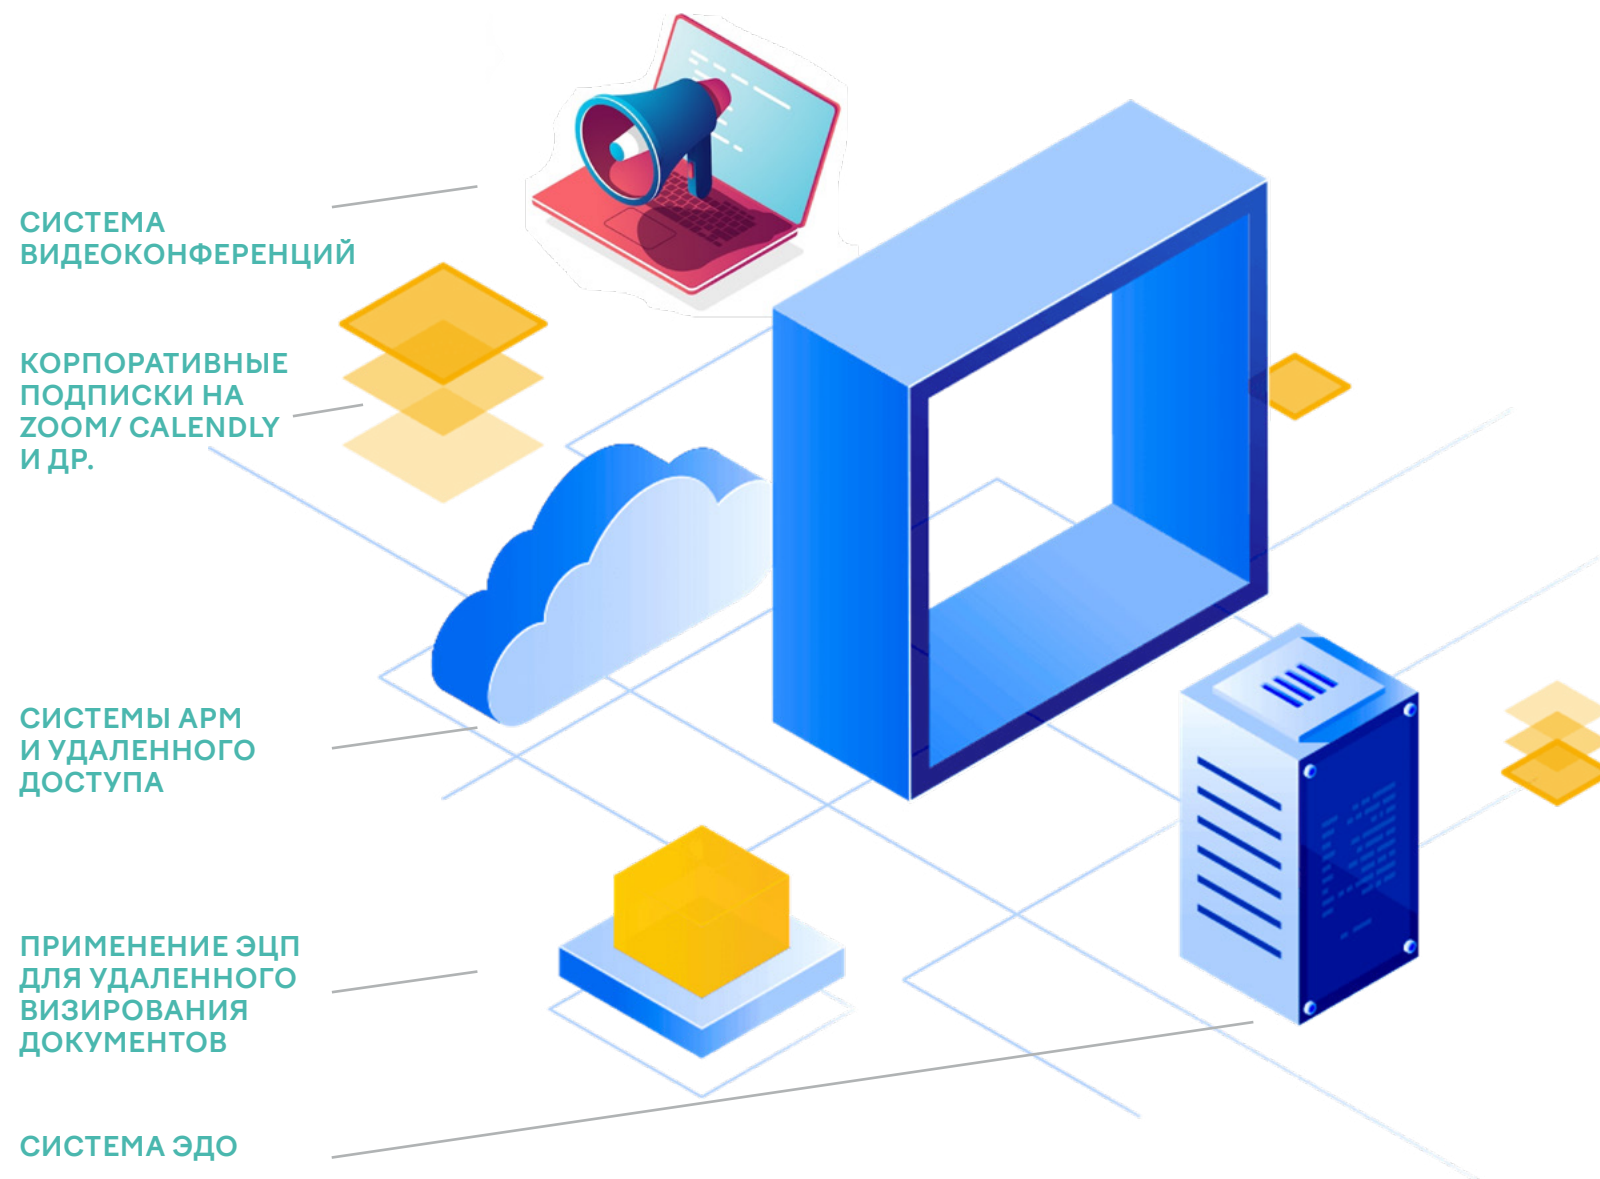 СИСТЕМА
ВИДЕОКОНФЕРЕНЦИЙ
КОРПОРАТИВНЫЕ
ПОДПИСКИ НА
ZOOM/ CALENDLY
И ДР.
СИСТЕМЫ АРМ
И УДАЛЕННОГО
ДОСТУПА
ПРИМЕНЕНИЕ ЭЦП
ДЛЯ УДАЛЕННОГО
ВИЗИРОВАНИЯ
ДОКУМЕНТОВ
СИСТЕМА ЭДО